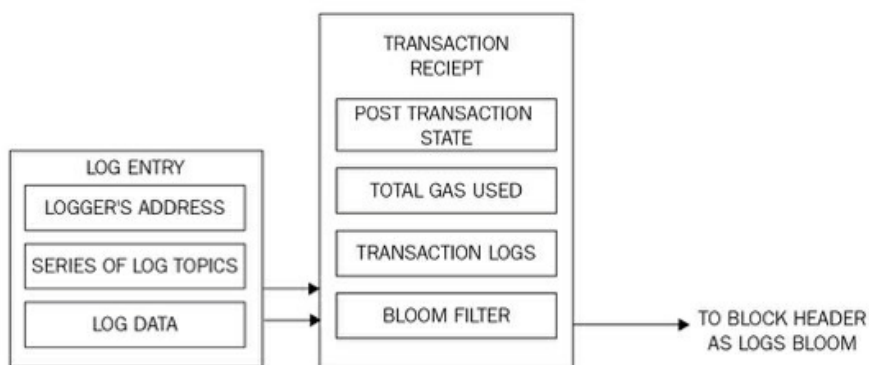 LOG ENTRY
LOGGER'S ADDRESS
SERIES OF LOG TOPICS
LOG DATA
TRANSACTION
RECIEPT
POST TRANSACTION
STATE
TOTAL GAS USED
TRANSACTION LOGS
BLOOM FILTER
TO BLOCK HEADER
AS LOGS BLOOM